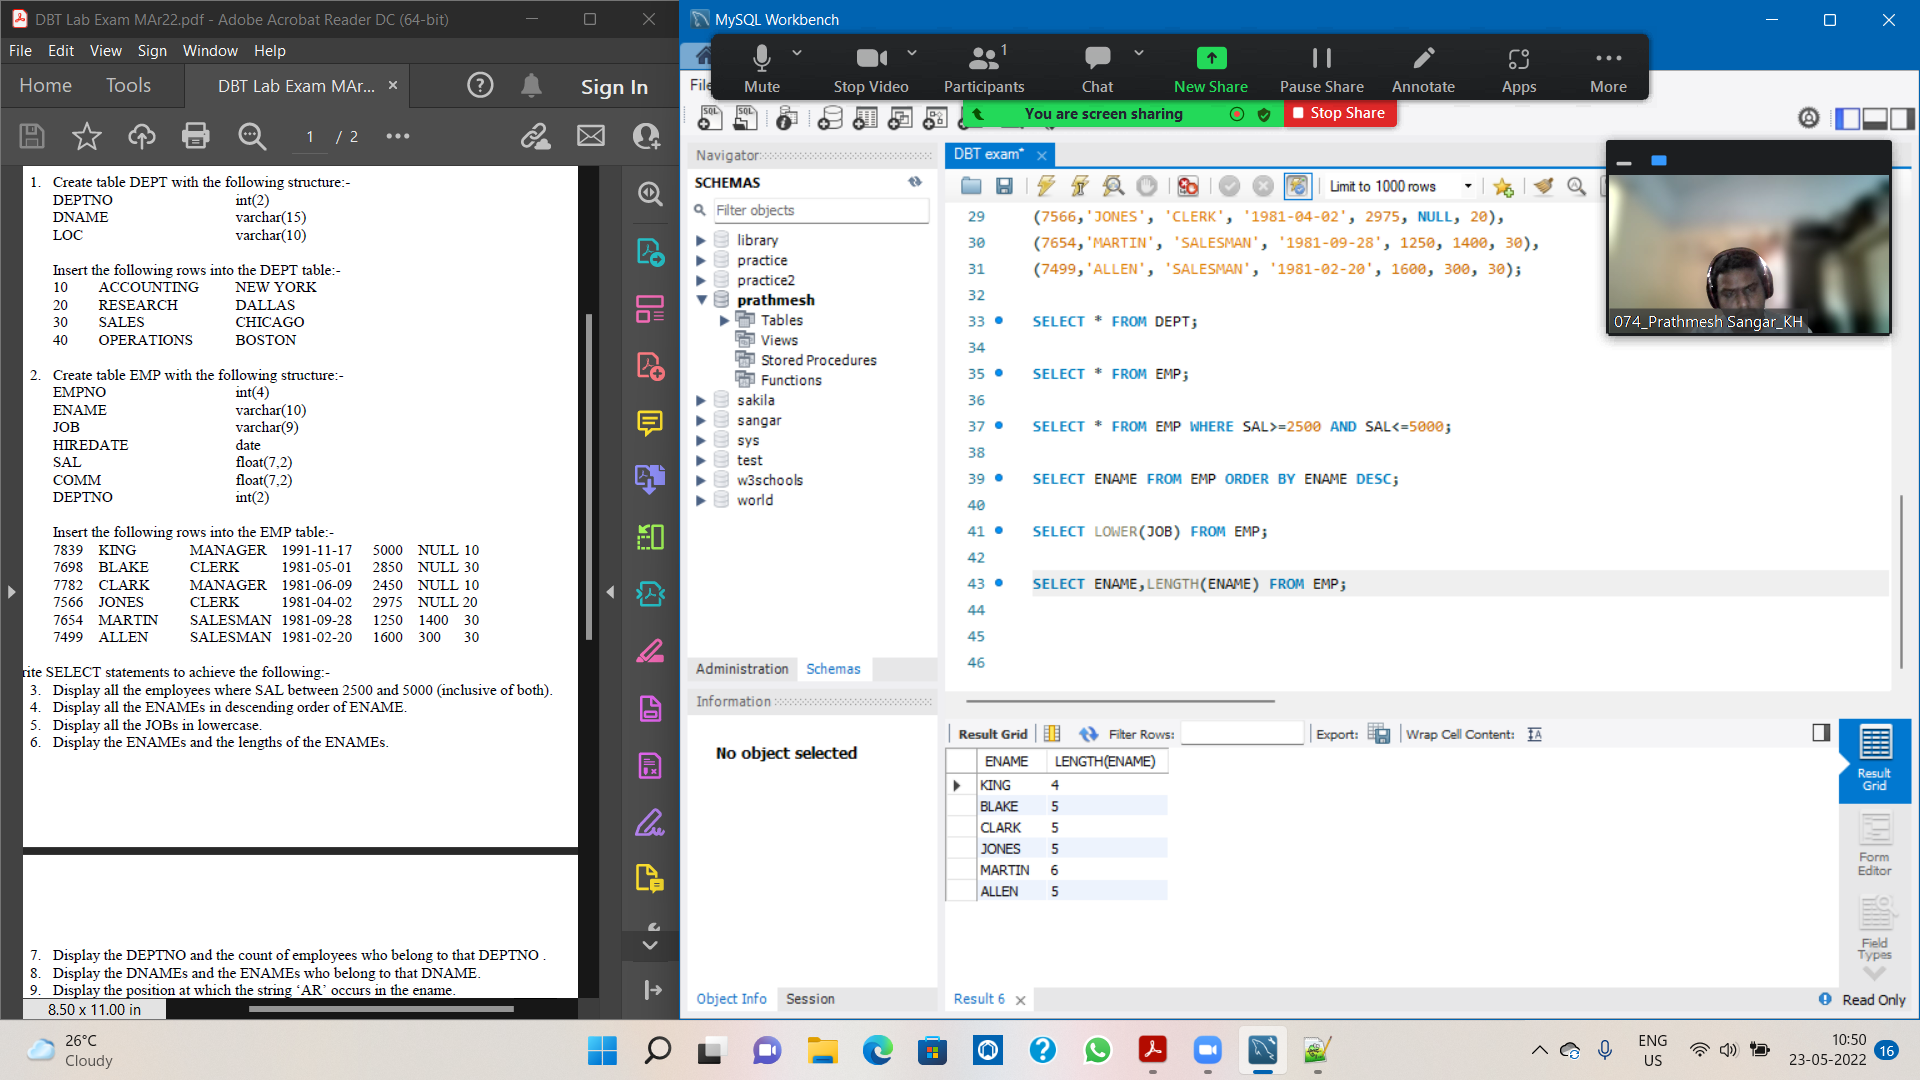 DBT Lab Exam MAr22.pdf - Adobe Acrobat Reader DC (64-bit)
File Edit View Sign Window Help
Home Tools DBT Lab Exam MAr... × Sign In
1 / 2
1. Create table DEPT with the following structure:-
DEPTNO int(2)
DNAME varchar(15)
LOC varchar(10)
Insert the following rows into the DEPT table:-
10 ACCOUNTING NEW YORK
20 RESEARCH DALLAS
30 SALES CHICAGO
40 OPERATIONS BOSTON
2. Create table EMP with the following structure:-
EMPNO int(4)
ENAME varchar(10)
JOB varchar(9)
HIREDATE date
SAL float(7,2)
COMM float(7,2)
DEPTNO int(2)
Insert the following rows into the EMP table:-
7839 KING MANAGER 1991-11-17 5000 NULL 10
7698 BLAKE CLERK 1981-05-01 2850 NULL 30
7782 CLARK MANAGER 1981-06-09 2450 NULL 10
7566 JONES CLERK 1981-04-02 2975 NULL 20
7654 MARTIN SALESMAN 1981-09-28 1250 1400 30
7499 ALLEN SALESMAN 1981-02-20 1600 300 30
rite SELECT statements to achieve the following:-
3. Display all the employees where SAL between 2500 and 5000 (inclusive of both).
4. Display all the ENAMEs in descending order of ENAME.
5. Display all the JOBs in lowercase.
6. Display the ENAMEs and the lengths of the ENAMEs.
7. Display the DEPTNO and the count of employees who belong to that DEPTNO .
8. Display the DNAMEs and the ENAMEs who belong to that DNAME.
9. Display the position at which the string ‘AR’ occurs in the ename.
8.50 x 11.00 in
MySQL Workbench
Mute Stop Video Participants 1 Chat New Share Pause Share Annotate Apps More
You are screen sharing Stop Share
File
Navigator
SCHEMAS
Filter objects
library
practice
practice2
prathmesh
Tables
Views
Stored Procedures
Functions
sakila
sangar
sys
test
w3schools
world
Administration Schemas
Information
No object selected
Object Info Session
DBT exam* ×
Limit to 1000 rows
29 (7566,'JONES', 'CLERK', '1981-04-02', 2975, NULL, 20),
30 (7654,'MARTIN', 'SALESMAN', '1981-09-28', 1250, 1400, 30),
31 (7499,'ALLEN', 'SALESMAN', '1981-02-20', 1600, 300, 30);
32
33 SELECT * FROM DEPT;
34
35 SELECT * FROM EMP;
36
37 SELECT * FROM EMP WHERE SAL>=2500 AND SAL<=5000;
38
39 SELECT ENAME FROM EMP ORDER BY ENAME DESC;
40
41 SELECT LOWER(JOB) FROM EMP;
42
43 SELECT ENAME,LENGTH(ENAME) FROM EMP;
44
45
46
074_Prathmesh Sangar_KH
Result Grid Filter Rows: Export: Wrap Cell Content:
ENAME LENGTH(ENAME)
KING 4
BLAKE 5
CLARK 5
JONES 5
MARTIN 6
ALLEN 5
Result Grid
Form Editor
Field Types
Result 6 × Read Only
26°C
Cloudy
ENG
US
10:50
23-05-2022
16